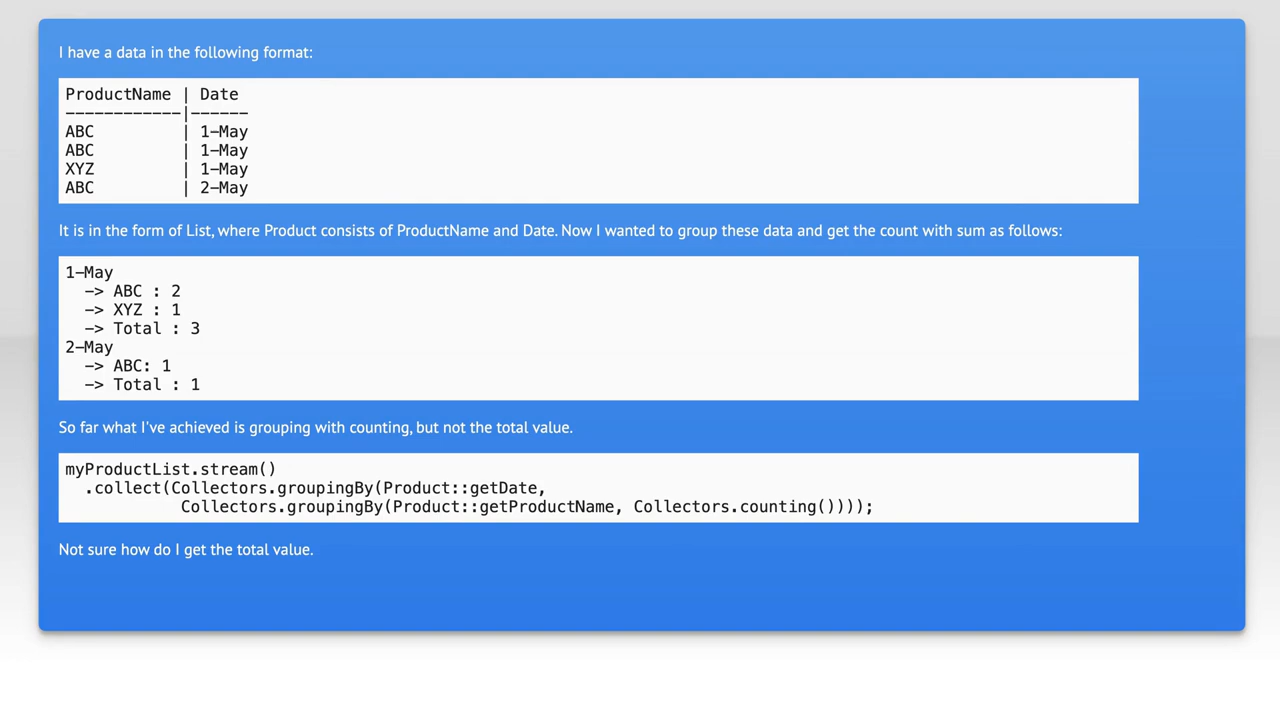 I have a data in the following format:
ProductName | Date
------------|------
ABC         | 1-May
ABC         | 1-May
XYZ         | 1-May
ABC         | 2-May
It is in the form of List, where Product consists of ProductName and Date. Now I wanted to group these data and get the count with sum as follows:
1-May
  -> ABC : 2
  -> XYZ : 1
  -> Total : 3
2-May
  -> ABC: 1
  -> Total : 1
So far what I've achieved is grouping with counting, but not the total value.
myProductList.stream()
  .collect(Collectors.groupingBy(Product::getDate,
            Collectors.groupingBy(Product::getProductName, Collectors.counting())));
Not sure how do I get the total value.